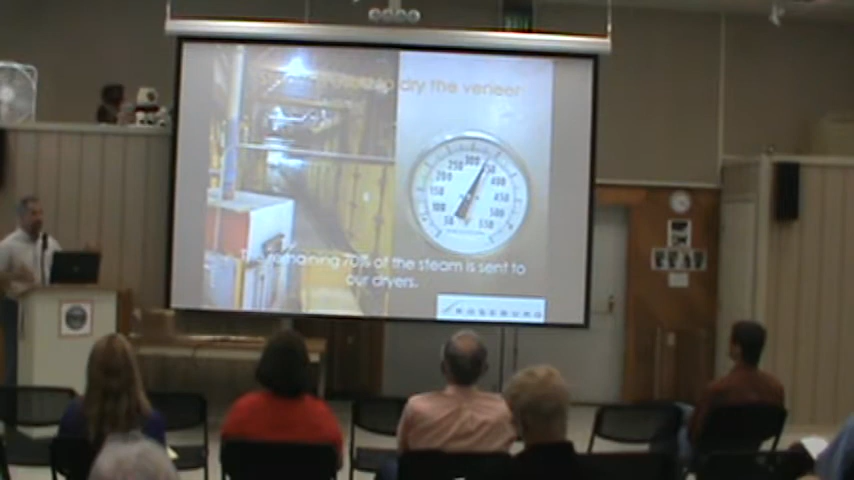 dry the veneer
50
100
150
200
250
300
350
400
450
500
550
The remaining 70% of the steam is sent to
our dryers.
ROSEBURG